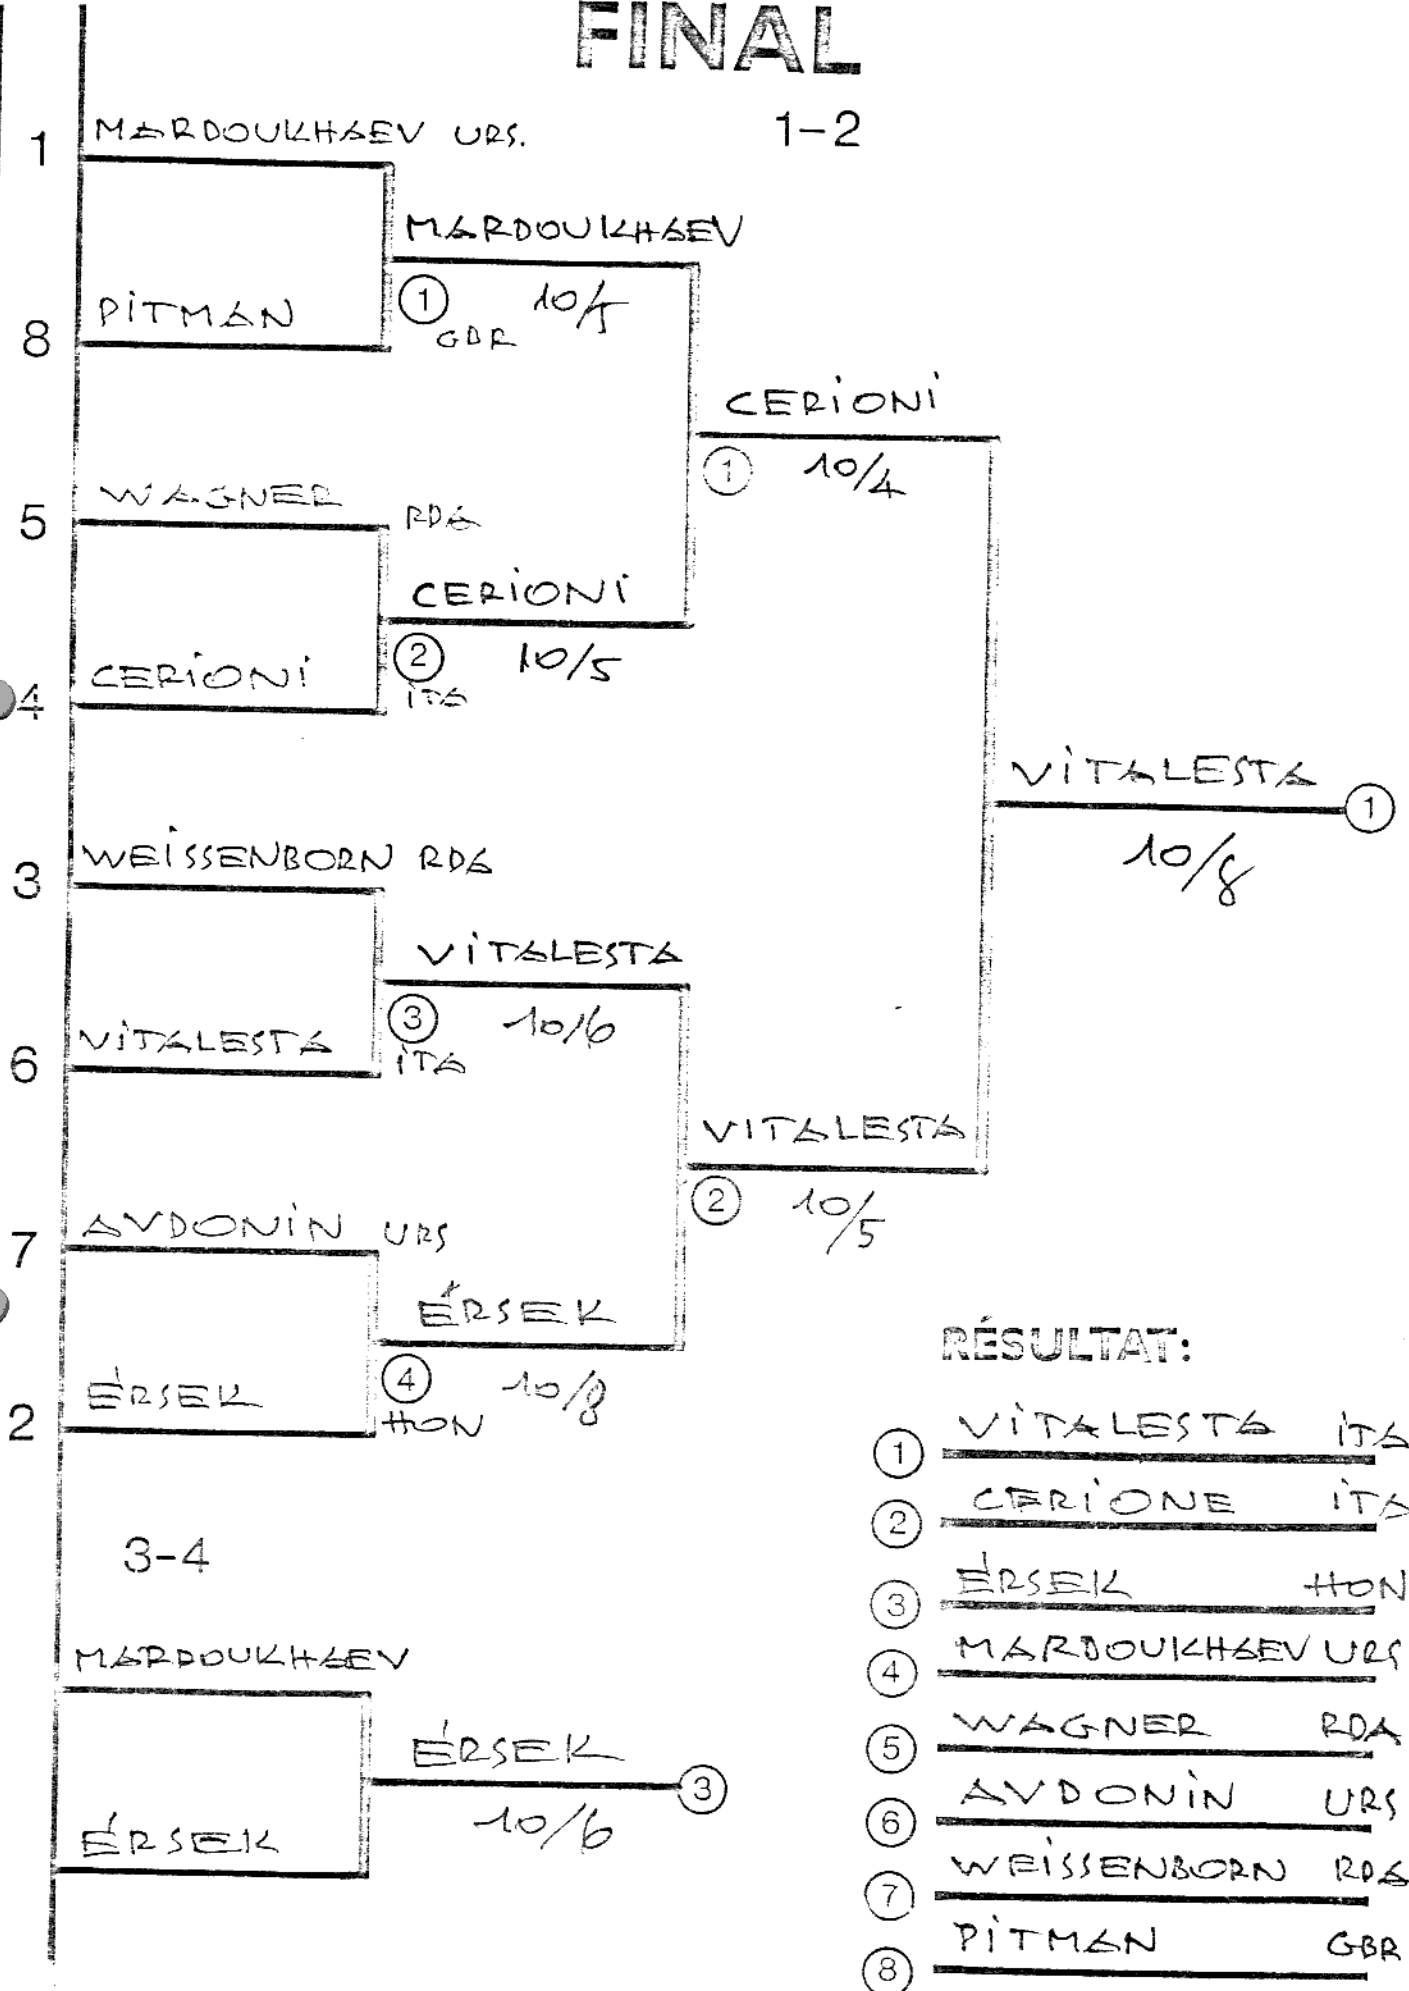 FINAL
1-2
1 MARDOUKHAEV URS.
MARDOUKHAEV
1 10/5
GBR
8 PiTMAN
CERiONi
1 10/4
5 WAGNER RDA
CERiONi
2 10/5
4 CERiONi iTA
ViTALESTA 1
10/8
3 WEiSSENBORN RDA
ViTALESTA
3 10/6
6 ViTALESTA iTA
VITALESTA
2 10/5
7 AVDONiN URS
ÉRSEK
4 10/8
2 ÉRSEK HON
3-4
MARDOUKHAEV
ÉRSEK 3
10/6
ÉRSEK
RÉSULTAT:
1 ViTALESTA iTA
2 CERiONE iTA
3 ÉRSEK HON
4 MARDOUKHAEV URS
5 WAGNER RDA
6 AVDONiN URS
7 WEiSSENBORN RDA
8 PiTMAN GBR